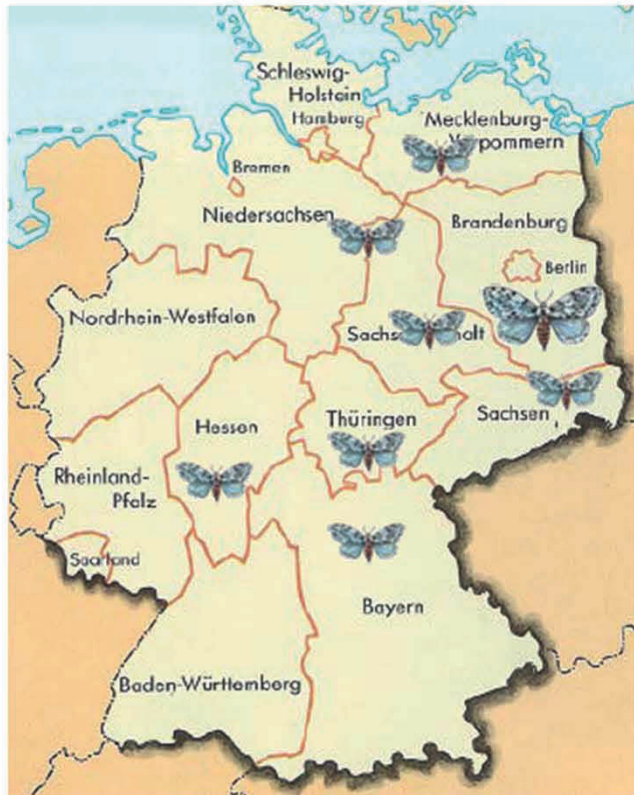 Schleswig-
Holstein
Hamburg
Mecklenburg-
pommern
Bremen
Niedersachsen
Brandenburg
Berlin
Nordrhein-Westfalen
Sachs
lt
Hessen
Thüringen
Sachsen
Rheinland-
Pfalz
Saarland
Bayern
Baden-Württemberg